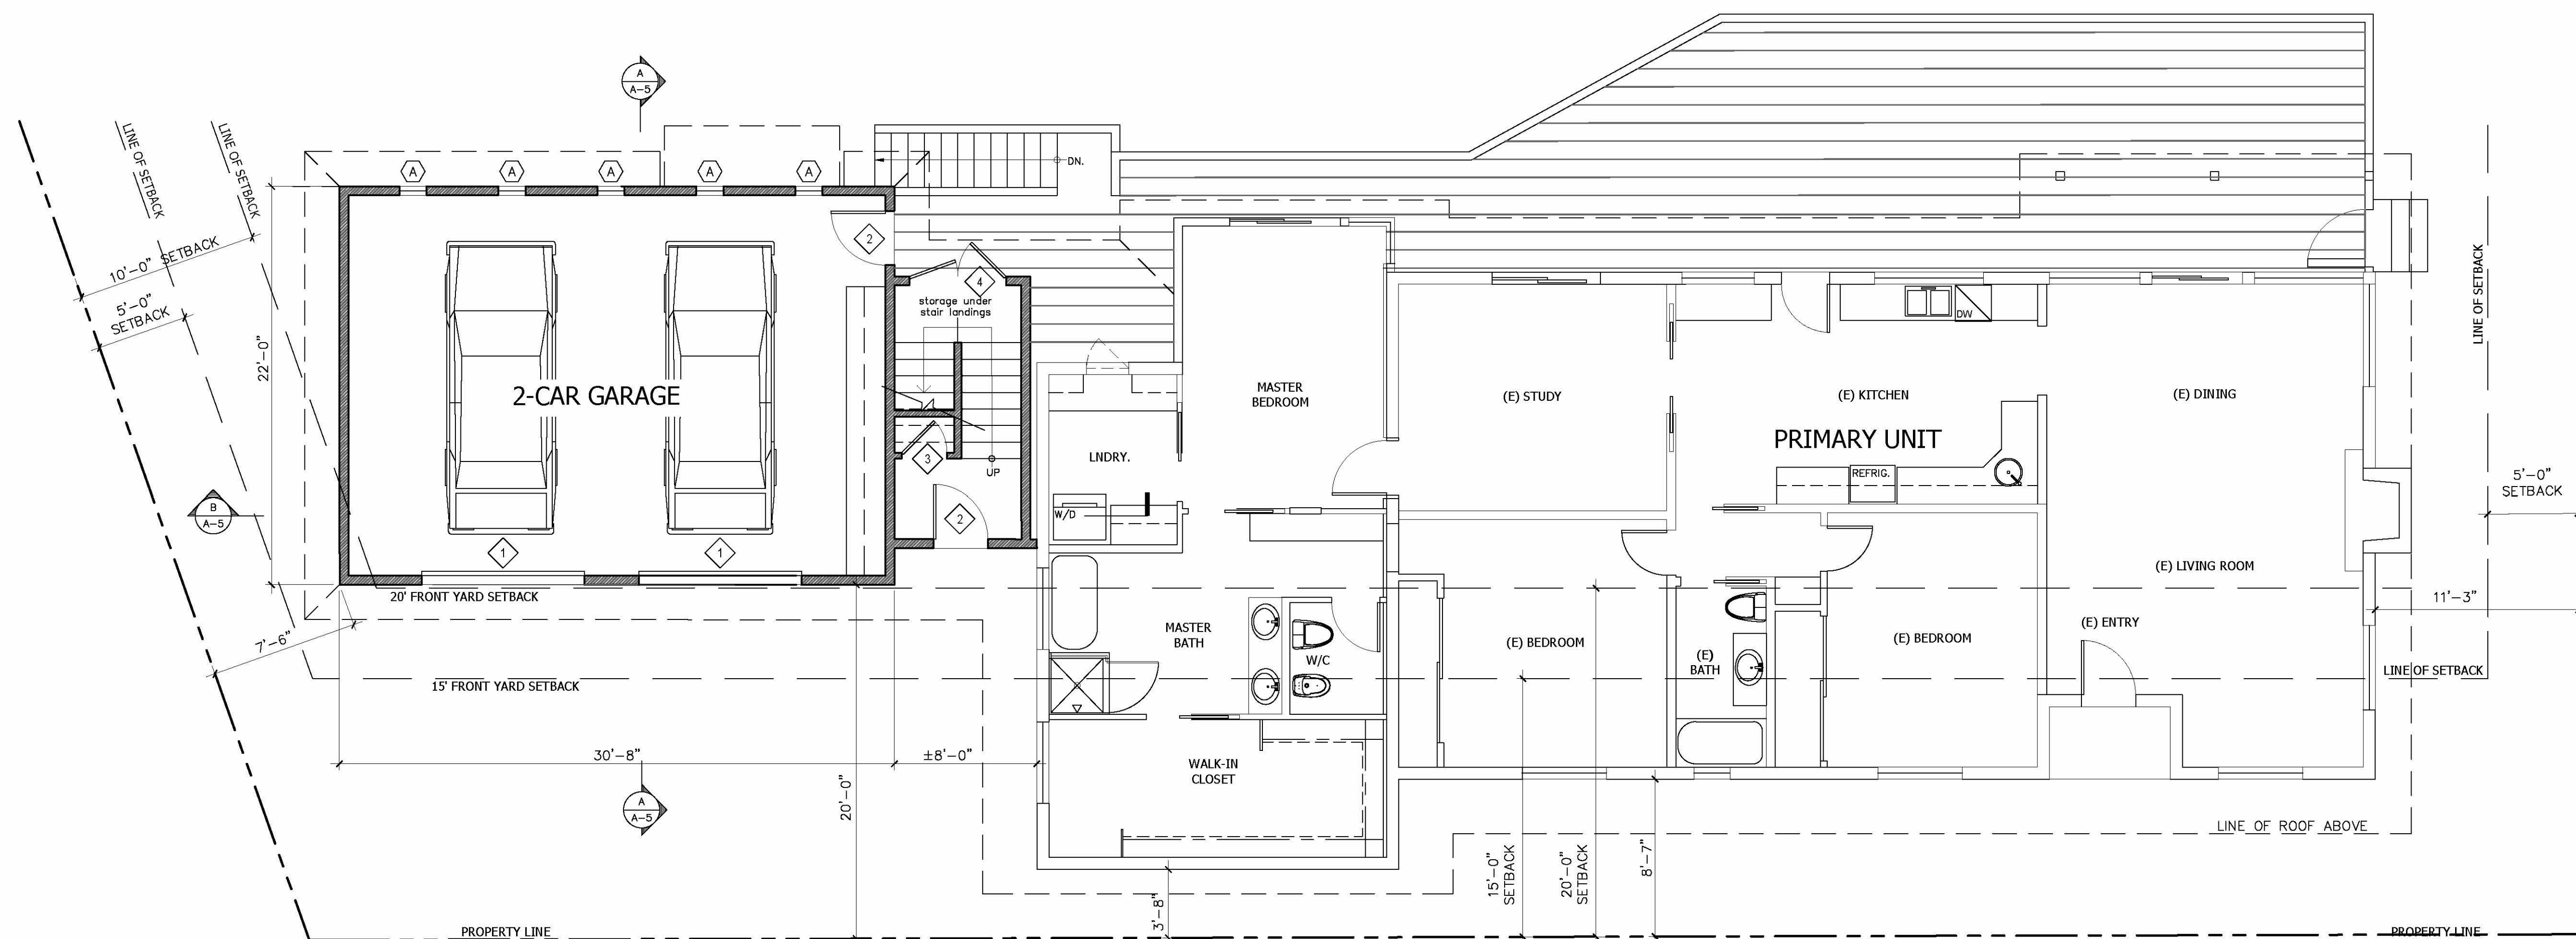 A
A-5
LINE OF SETBACK
LINE OF SETBACK
A
A
A
A
A
DN.
10'-0" SETBACK
5'-0"
SETBACK
22'-0"
2
4
storage under
stair landings
2-CAR GARAGE
3
UP
2
B
A-5
1
1
20' FRONT YARD SETBACK
7'-6"
15' FRONT YARD SETBACK
30'-8"
±8'-0"
A
A-5
20'-0"
PROPERTY LINE
LNDRY.
W/D
MASTER
BEDROOM
MASTER
BATH
W/C
WALK-IN
CLOSET
3'-8"
(E) STUDY
(E) KITCHEN
DW
PRIMARY UNIT
REFRIG.
(E) DINING
(E) LIVING ROOM
(E) ENTRY
(E) BEDROOM
(E)
BATH
(E) BEDROOM
15'-0"
SETBACK
20'-0"
SETBACK
8'-7"
LINE OF SETBACK
5'-0"
SETBACK
11'-3"
LINE OF SETBACK
LINE OF ROOF ABOVE
PROPERTY LINE